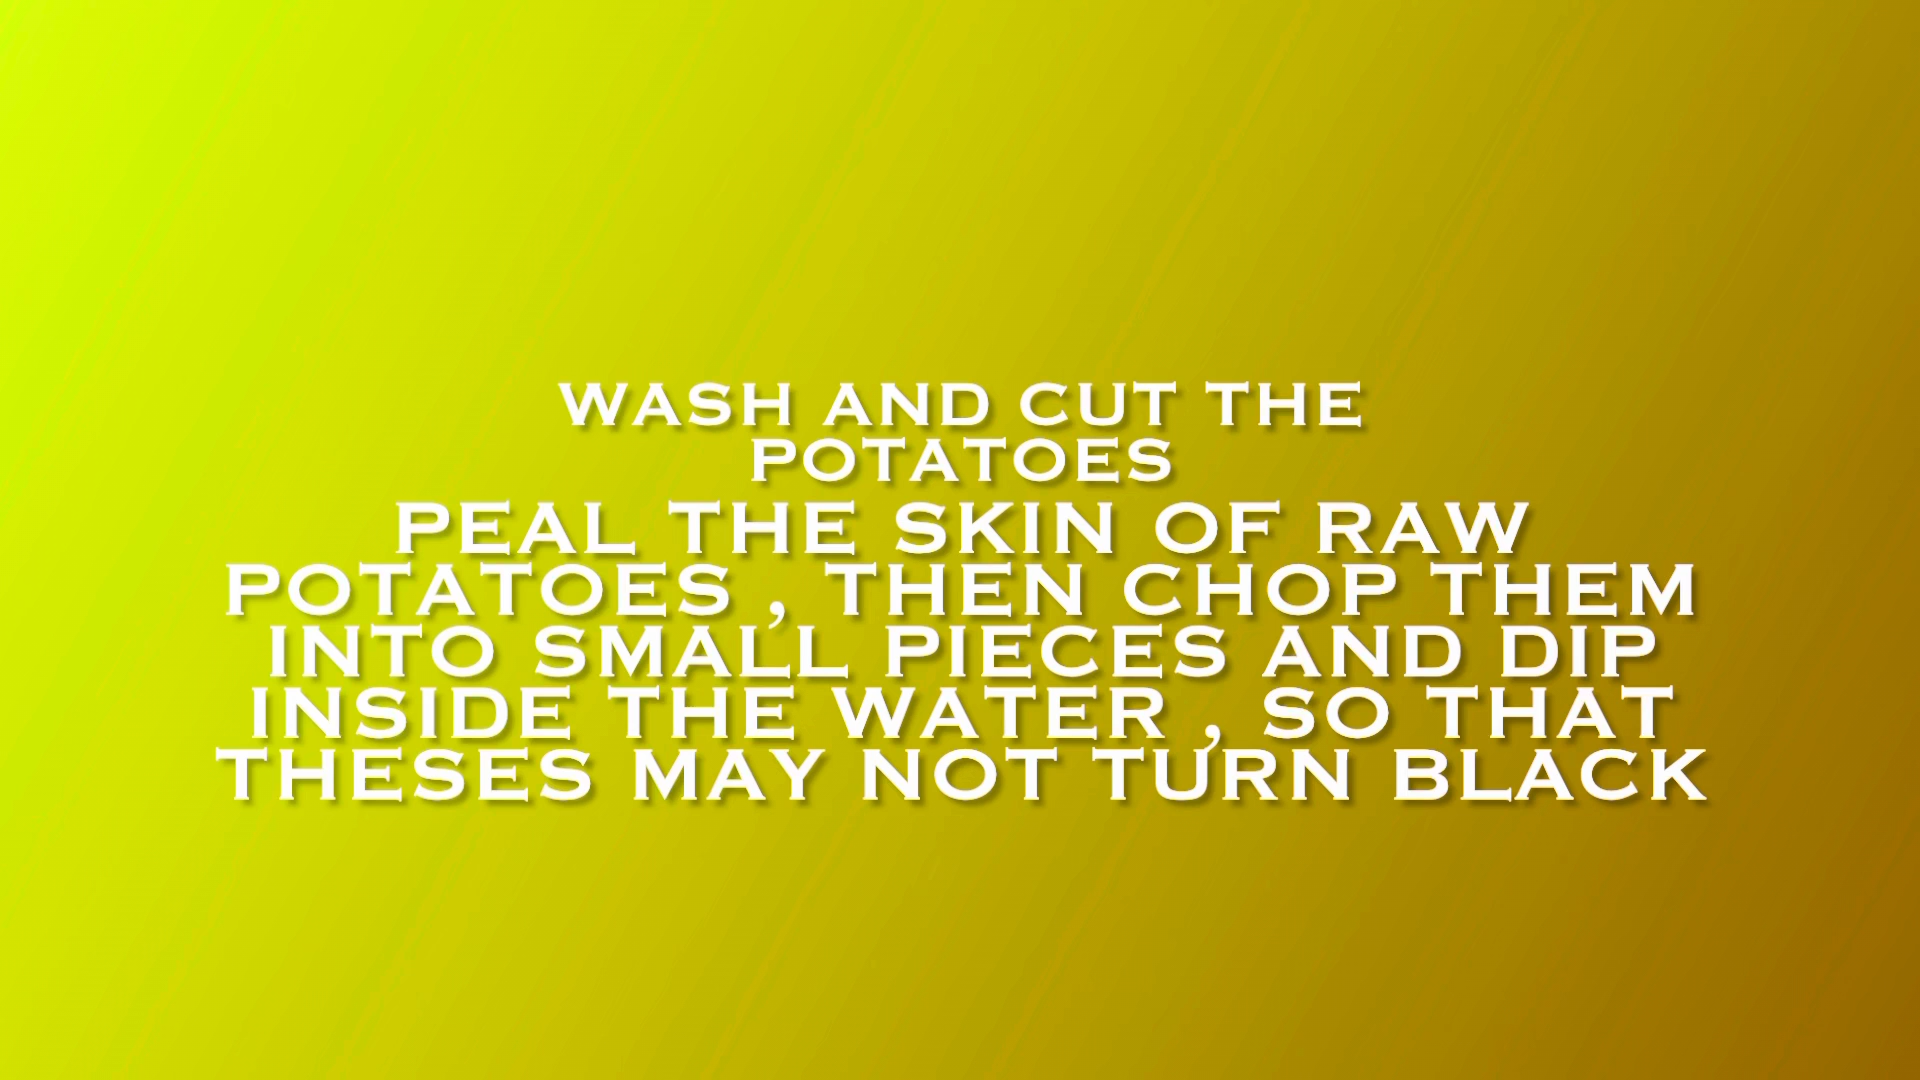 WASH AND CUT THE
POTATOES
PEAL THE SKIN OF RAW
POTATOES , THEN CHOP THEM
INTO SMALL PIECES AND DIP
INSIDE THE WATER , SO THAT
THESES MAY NOT TURN BLACK